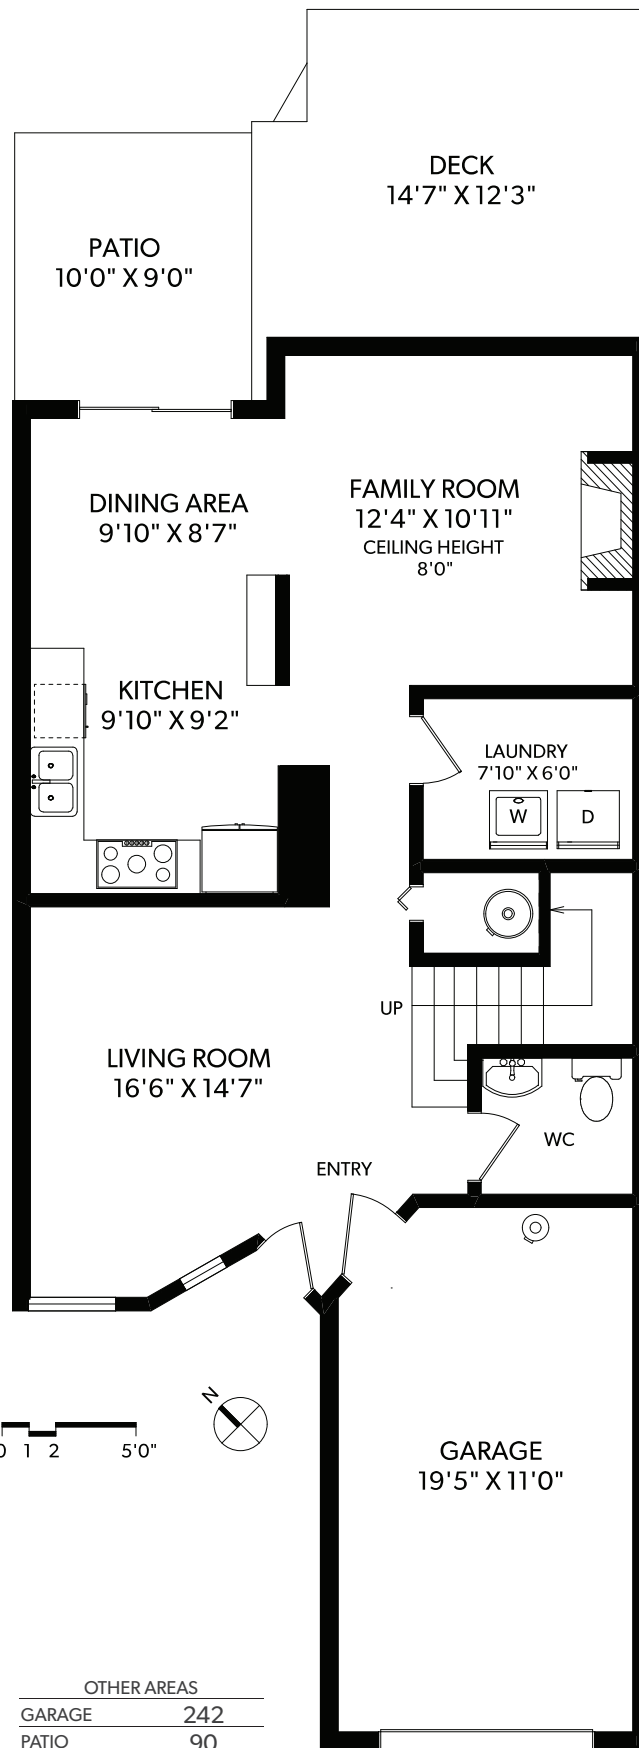 DECK
14'7" X 12'3"
PATIO
10'0" X 9'0"
DINING AREA
9'10" X 8'7"
FAMILY ROOM
12'4" X 10'11"
CEILING HEIGHT
8'0"
KITCHEN
9'10" X 9'2"
LAUNDRY
7'10" X 6'0"
W
D
UP
LIVING ROOM
16'6" X 14'7"
WC
ENTRY
N
0 1 2 5'0"
GARAGE
19'5" X 11'0"
OTHER AREAS
GARAGE 242
PATIO 90